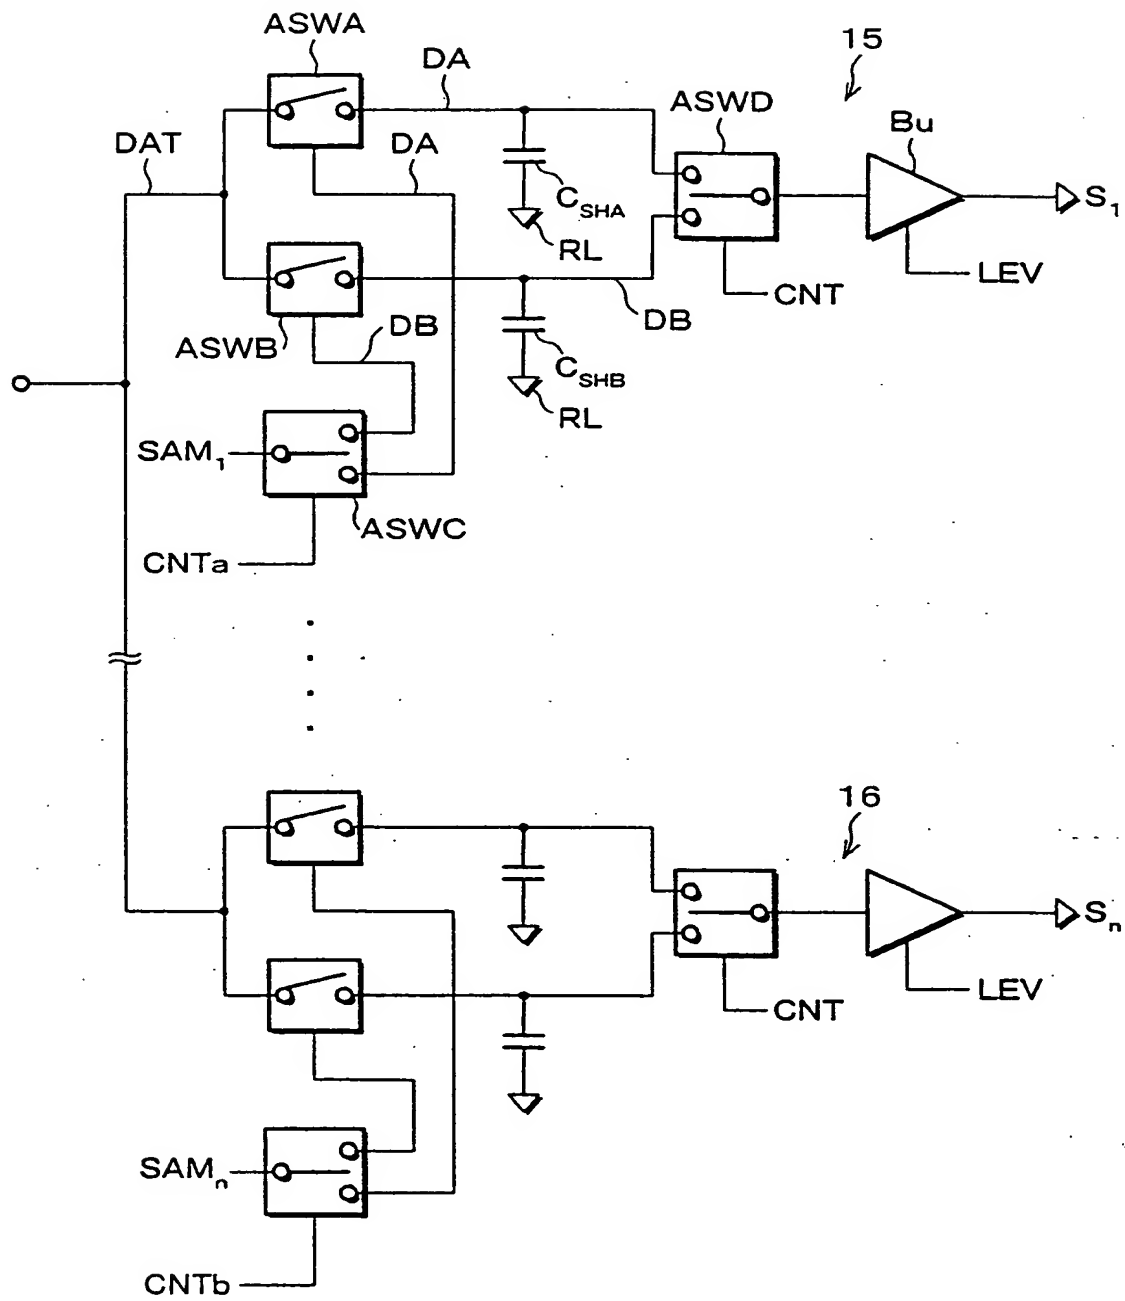 ASWA
DA
15
ASWD
Bu
DAT
DA
C_SHA
S_1
RL
LEV
CNT
DB
ASWB
DB
C_SHB
RL
SAM_1
ASWC
CNTa
16
S_n
LEV
CNT
SAM_n
CNTb